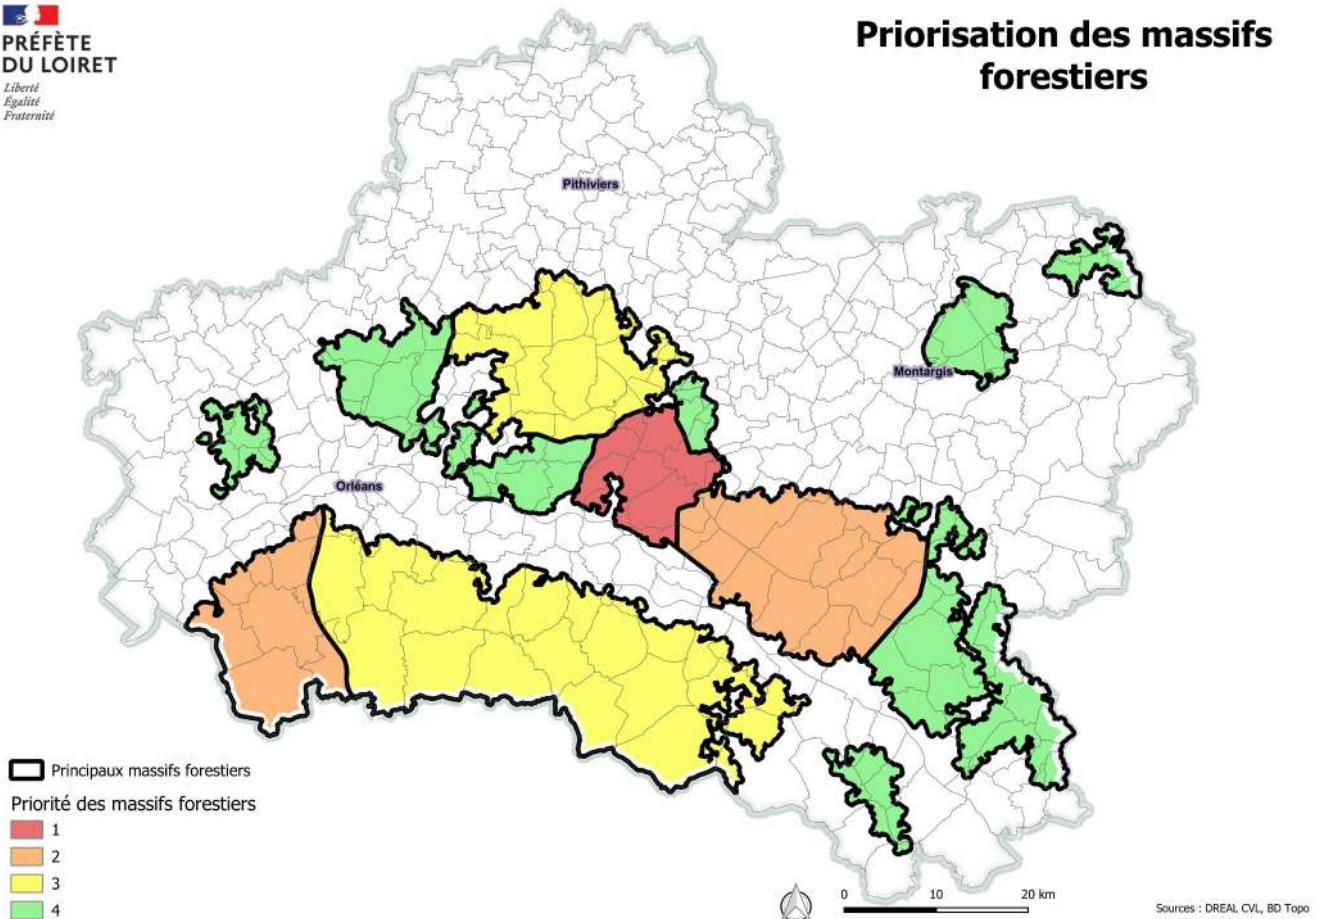 PRÉFÈTE
DU LOIRET
Liberté
Égalité
Fraternité
Priorisation des massifs
forestiers
Pithiviers
Montargis
Orléans
Principaux massifs forestiers
Priorité des massifs forestiers
1
2
3
4
0 10 20 km
Sources : DREAL CVL, BD Topo